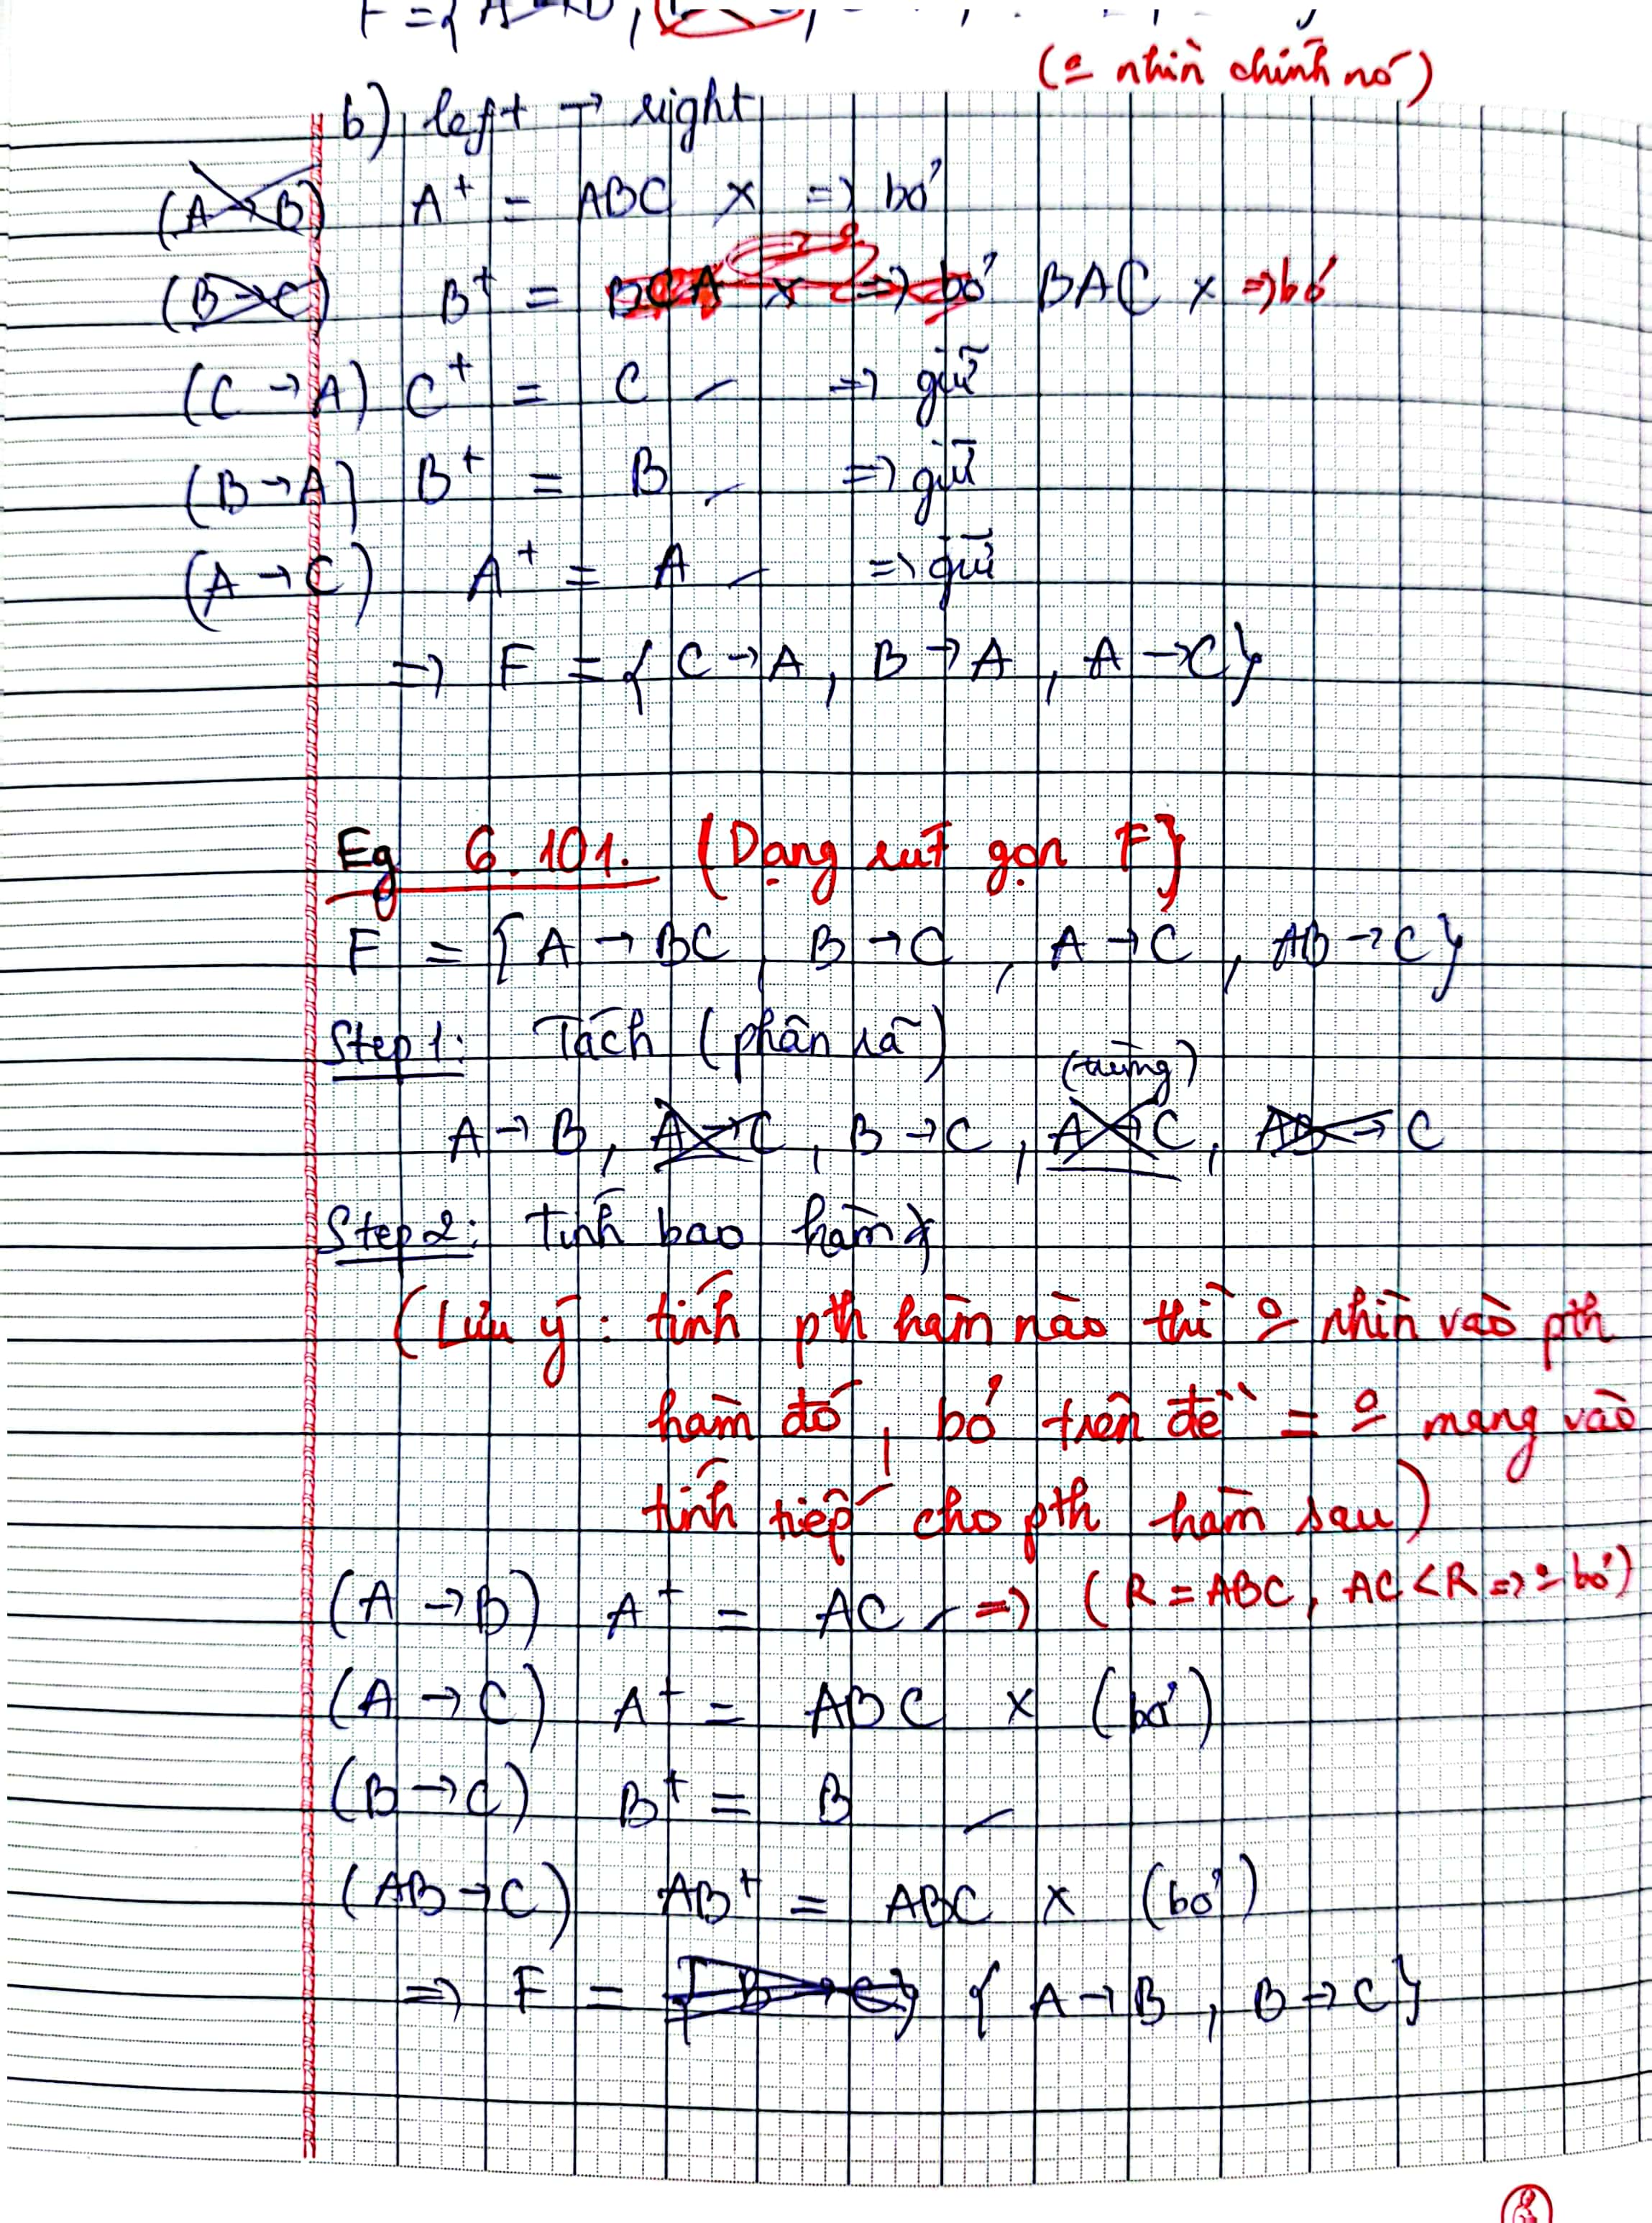 F = {
(º nhìn chính nó)
b) left → right
(A → B) A⁺ = ABC × => bỏ
(B → C) B⁺ = BCA × => bỏ BAC × => bỏ
(C → A) C⁺ = C ✓ => giữ
(B → A) B⁺ = B ✓ => giữ
(A → C) A⁺ = A ✓ => giữ
=> F = { C → A, B → A, A → C}
Eg 6.101. (Dạng rút gọn F}
F = { A → BC, B → C, A → C, AB → C}
Step 1: Tách (phân rã)
(trùng)
A → B, A → C, B → C, A → C, AB → C
Step 2: Tính bao hàm
(Lưu ý: tính pth hàm nào thì º nhìn vào pth
hàm đó, bỏ trên đề = º mang vào
tính tiếp cho pth hàm sau)
(A → B) A⁺ = AC ✓ => (R = ABC, AC < R => º bỏ)
(A → C) A⁺ = ABC × (bỏ)
(B → C) B⁺ = B ✓
(AB → C) AB⁺ = ABC × (bỏ)
=> F = { B → C} { A → B, B → C}